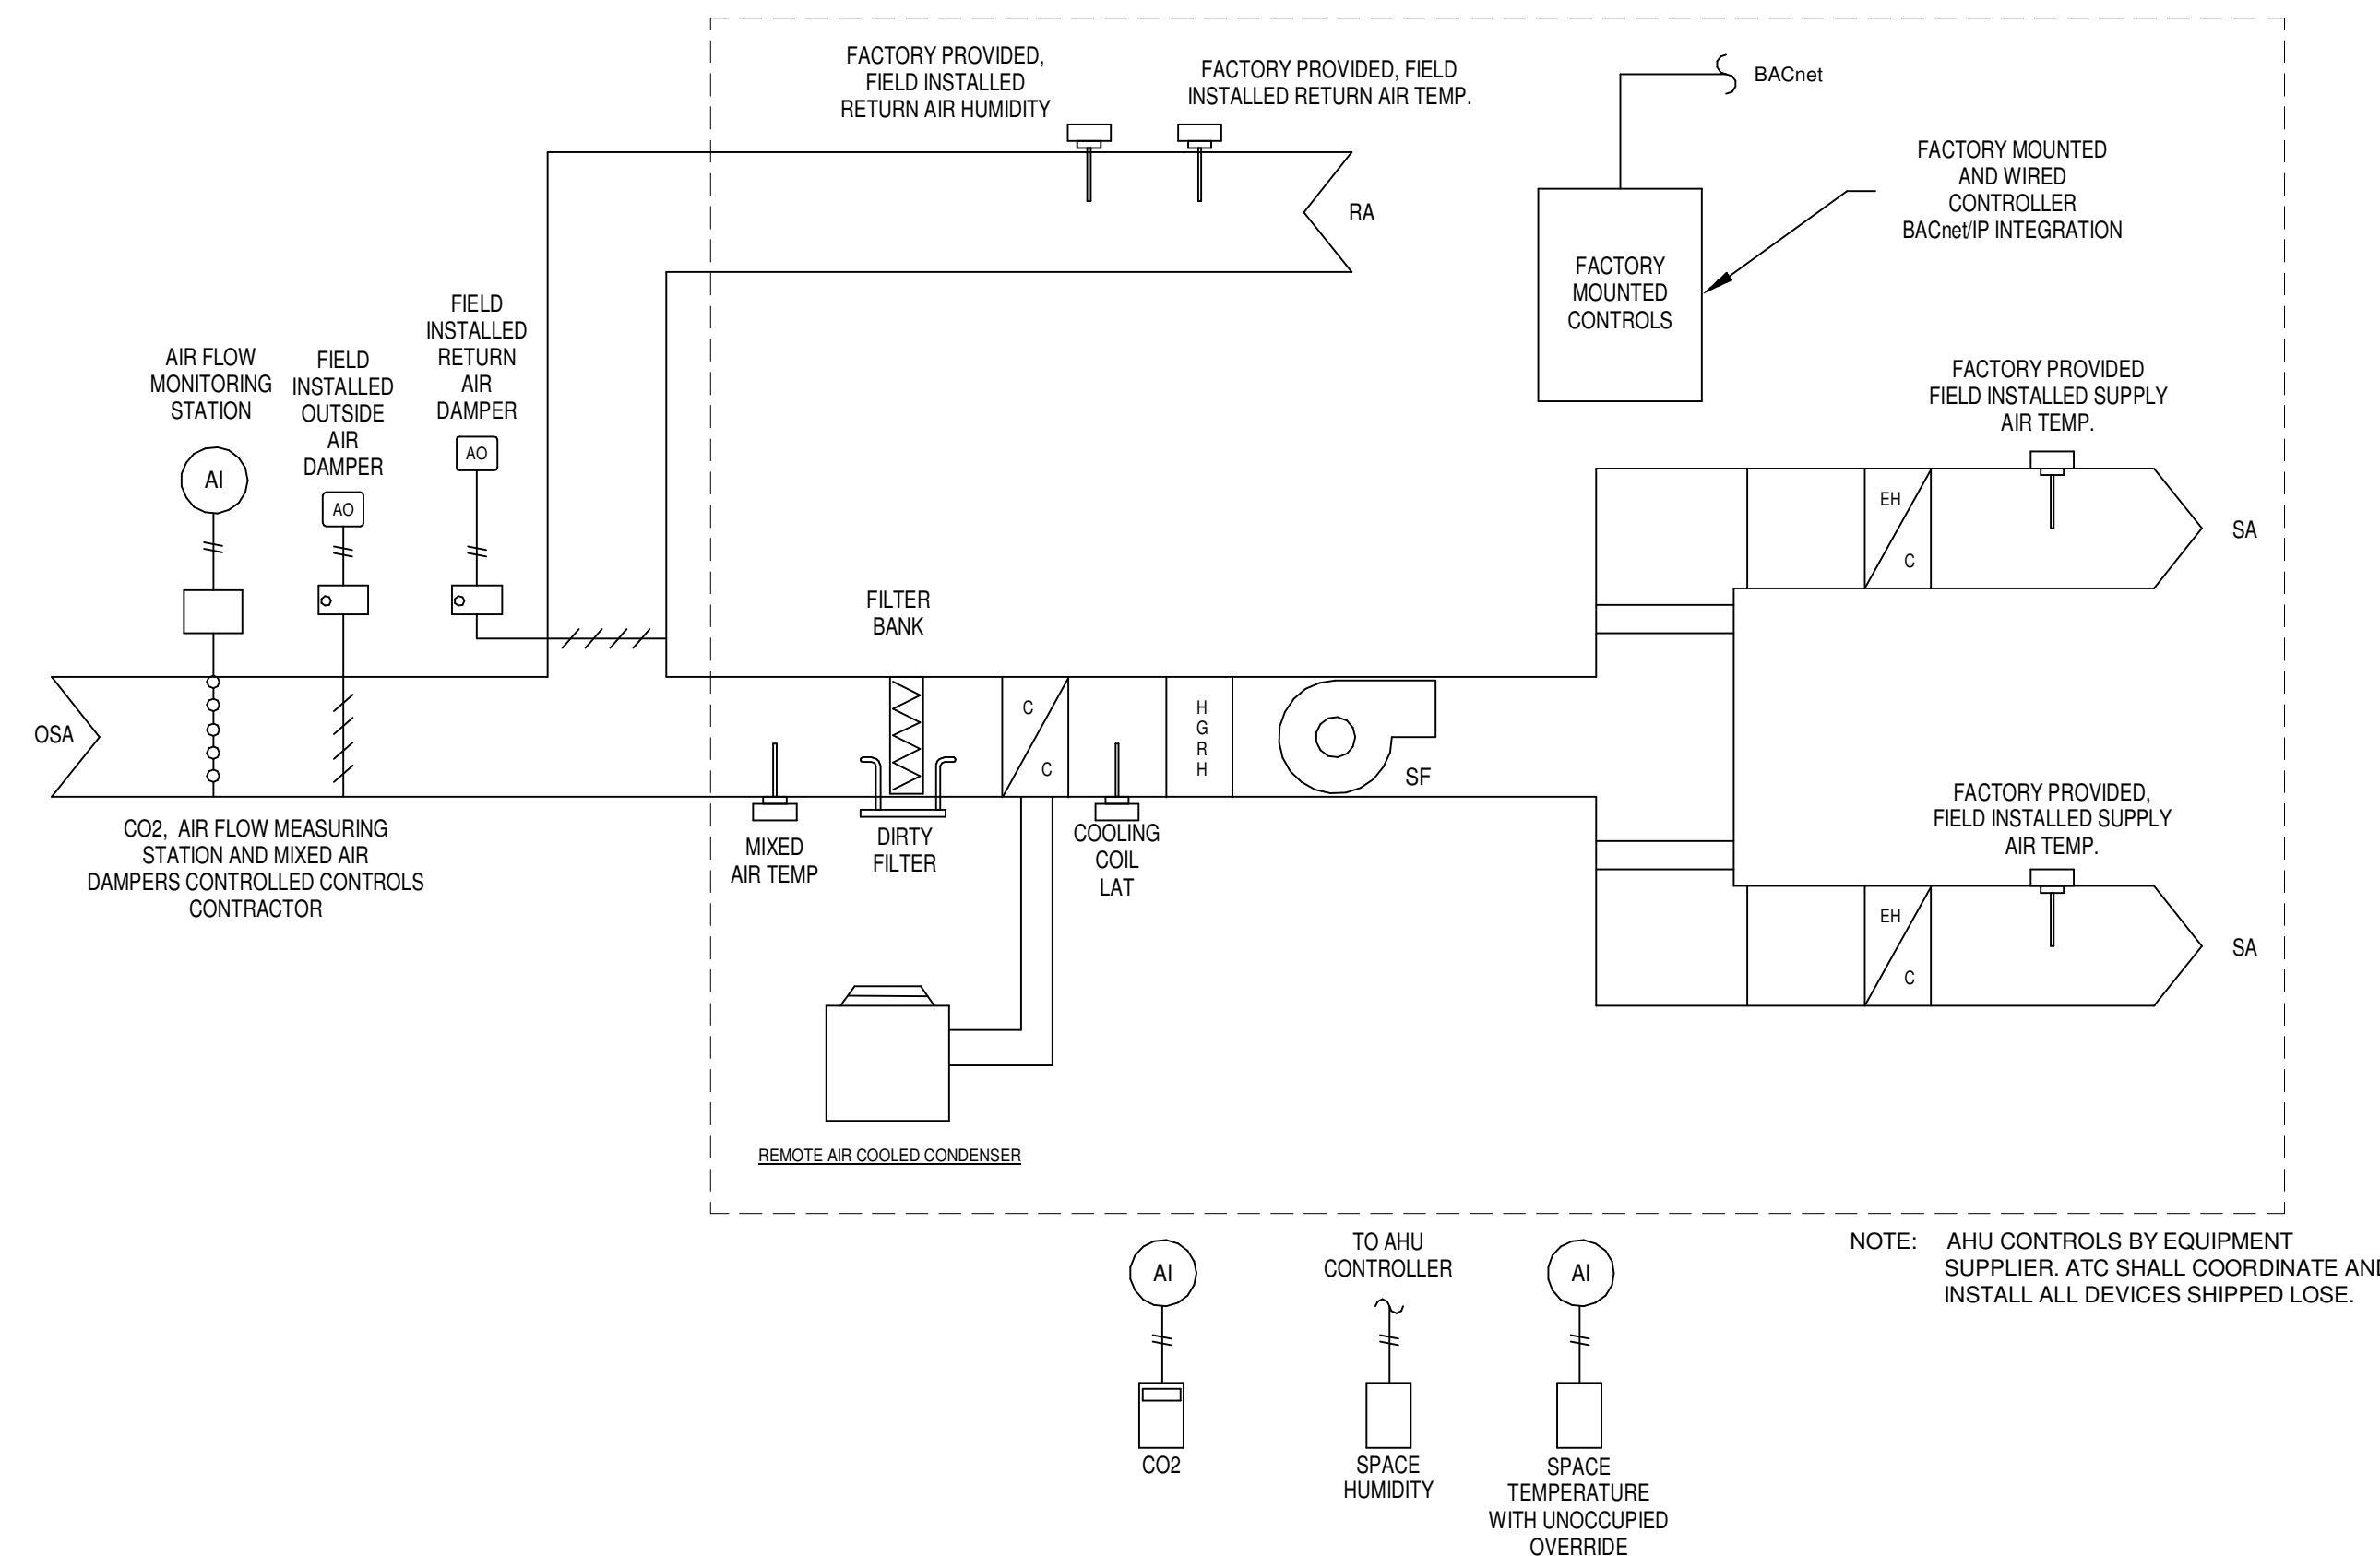 FACTORY PROVIDED,
FIELD INSTALLED
RETURN AIR HUMIDITY
FACTORY PROVIDED, FIELD
INSTALLED RETURN AIR TEMP.
BACnet
FACTORY MOUNTED
AND WIRED
CONTROLLER
BACnet/IP INTEGRATION
RA
FACTORY
MOUNTED
CONTROLS
AIR FLOW
MONITORING
STATION
AI
FIELD
INSTALLED
OUTSIDE
AIR
DAMPER
AO
FIELD
INSTALLED
RETURN
AIR
DAMPER
AO
FACTORY PROVIDED
FIELD INSTALLED SUPPLY
AIR TEMP.
EH
C
SA
FILTER
BANK
OSA
C
C
H
G
R
H
SF
CO2, AIR FLOW MEASURING
STATION AND MIXED AIR
DAMPERS CONTROLLED CONTROLS
CONTRACTOR
MIXED
AIR TEMP
DIRTY
FILTER
COOLING
COIL
LAT
FACTORY PROVIDED,
FIELD INSTALLED SUPPLY
AIR TEMP.
EH
C
SA
REMOTE AIR COOLED CONDENSER
AI
CO2
TO AHU
CONTROLLER
SPACE
HUMIDITY
AI
SPACE
TEMPERATURE
WITH UNOCCUPIED
OVERRIDE
NOTE: AHU CONTROLS BY EQUIPMENT
SUPPLIER. ATC SHALL COORDINATE AND
INSTALL ALL DEVICES SHIPPED LOSE.